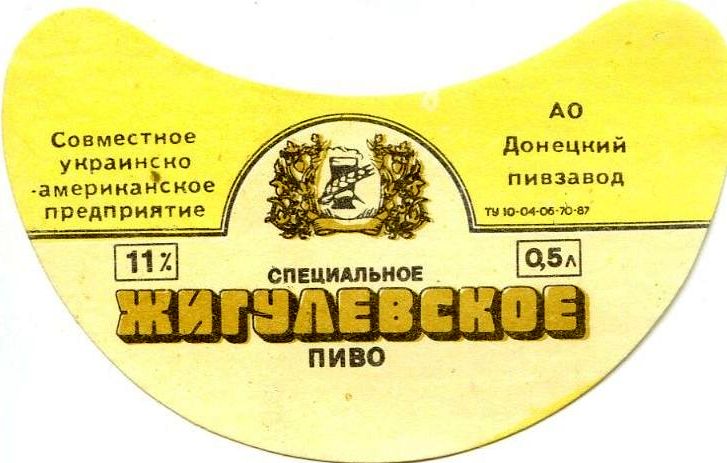 Совместное
украинско
-американское
предприятие
АО
Донецкий
пивзавод
ТУ 10-04-06-70-87
11%
0,5л
СПЕЦИАЛЬНОЕ
ЖИГУЛЕВСКОЕ
ПИВО